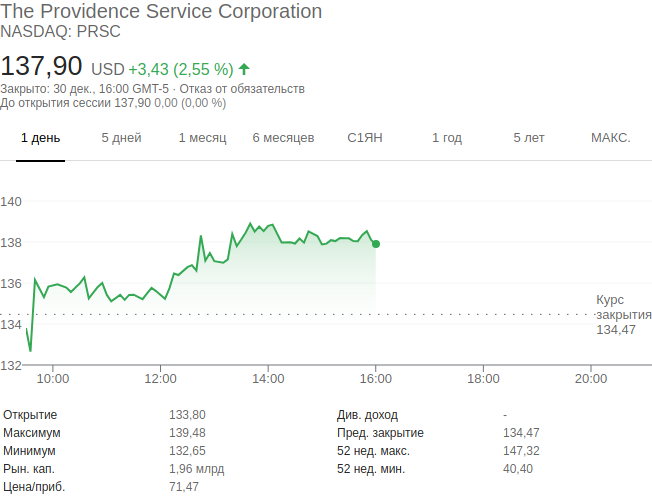 The Providence Service Corporation
NASDAQ: PRSC
137,90 USD +3,43 (2,55 %)
Закрыто: 30 дек., 16:00 GMT-5 · Отказ от обязательств
До открытия сессии 137,90 0,00 (0,00 %)
1 день 5 дней 1 месяц 6 месяцев С1ЯН 1 год 5 лет МАКС.
140
138
136
134
132
Курс
закрытия
134,47
10:00 12:00 14:00 16:00 18:00 20:00
Открытие 133,80 Див. доход -
Максимум 139,48 Пред. закрытие 134,47
Минимум 132,65 52 нед. макс. 147,32
Рын. кап. 1,96 млрд 52 нед. мин. 40,40
Цена/приб. 71,47